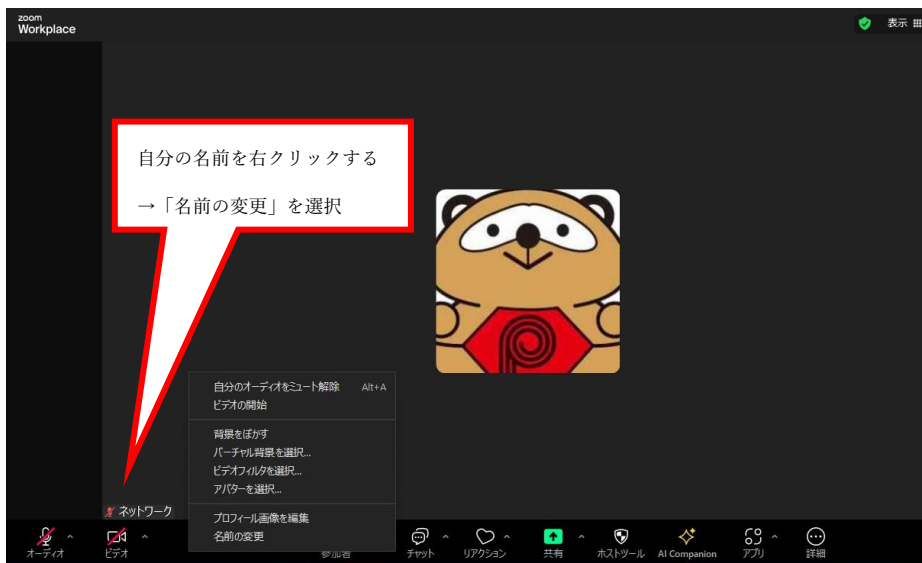 zoom
Workplace
表示
自分の名前を右クリックする
→「名前の変更」を選択
自分のオーディオをミュート解除 Alt+A
ビデオの開始
背景をぼかす
バーチャル背景を選択...
ビデオフィルタを選択...
アバターを選択...
プロフィール画像を編集
名前の変更
ネットワーク
オーディオ ビデオ 参加者 チャット リアクション 共有 ホストツール AI Companion アプリ 詳細